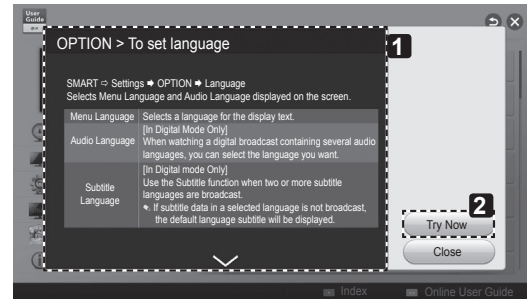 User
Guide
OPTION > To set language
1
SMART ⇨ Settings ➡ OPTION ➡ Language
Selects Menu Language and Audio Language displayed on the screen.
Menu Language Selects a language for the display text.
Audio Language [In Digital Mode Only]
When watching a digital broadcast containing several audio
languages, you can select the language you want.
Subtitle
Language
[In Digital mode Only]
Use the Subtitle function when two or more subtitle
languages are broadcast.
If subtitle data in a selected language is not broadcast,
the default language subtitle will be displayed.
2
Try Now
Close
Index
Online User Guide